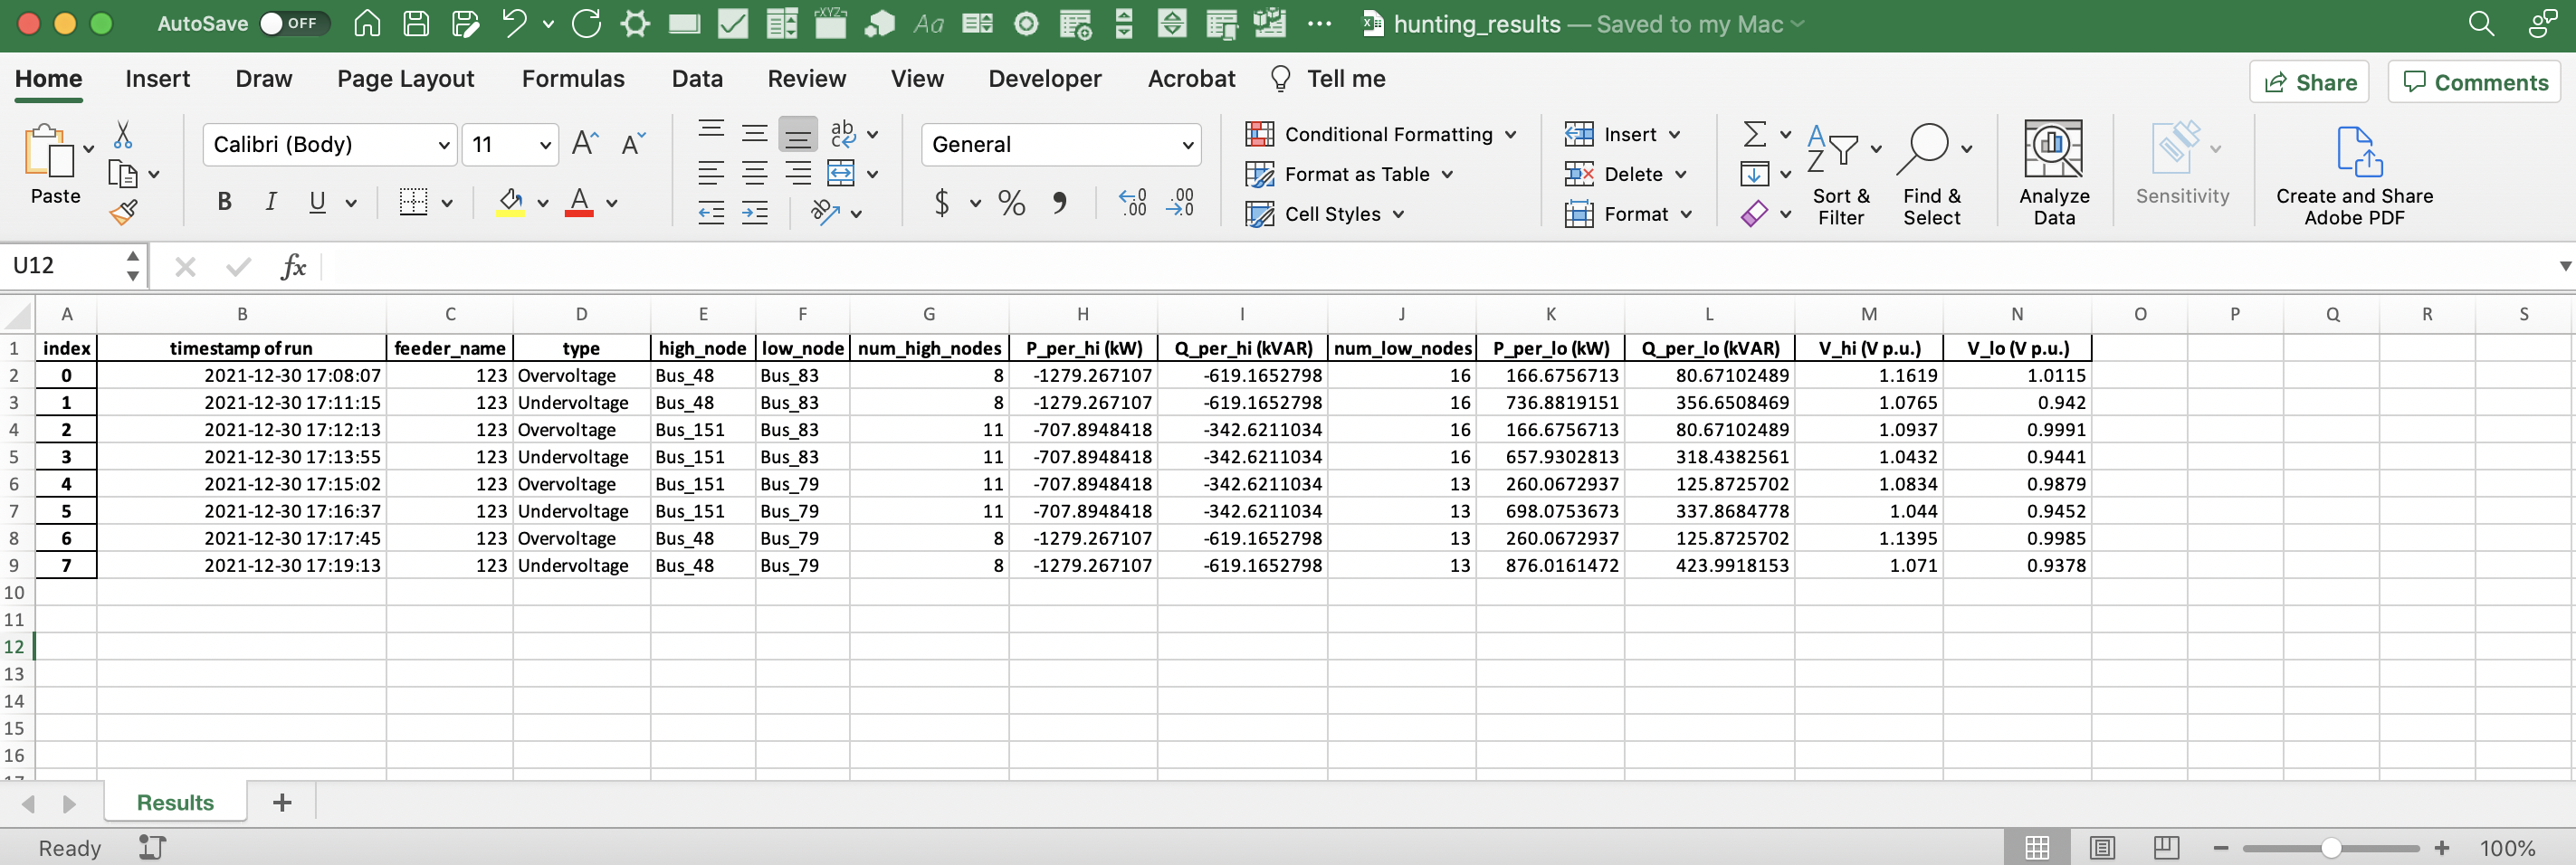 AutoSave OFF XYZ Aa ... hunting_results — Saved to my Mac
Home Insert Draw Page Layout Formulas Data Review View Developer Acrobat Tell me Share Comments
Paste
Calibri (Body) 11 A^ Aˇ
B I U A
ab c
General
$ % 9 .00 .0
Conditional Formatting
Format as Table
Cell Styles
Insert
Delete
Format
Sort & Filter
Find & Select
Analyze Data
Sensitivity
Create and Share Adobe PDF
U12 fx
A B C D E F G H I J K L M N O P Q R S
1 index timestamp of run feeder_name type high_node low_node num_high_nodes P_per_hi (kW) Q_per_hi (kVAR) num_low_nodes P_per_lo (kW) Q_per_lo (kVAR) V_hi (V p.u.) V_lo (V p.u.)
2 0 2021-12-30 17:08:07 123 Overvoltage Bus_48 Bus_83 8 -1279.267107 -619.1652798 16 166.6756713 80.67102489 1.1619 1.0115
3 1 2021-12-30 17:11:15 123 Undervoltage Bus_48 Bus_83 8 -1279.267107 -619.1652798 16 736.8819151 356.6508469 1.0765 0.942
4 2 2021-12-30 17:12:13 123 Overvoltage Bus_151 Bus_83 11 -707.8948418 -342.6211034 16 166.6756713 80.67102489 1.0937 0.9991
5 3 2021-12-30 17:13:55 123 Undervoltage Bus_151 Bus_83 11 -707.8948418 -342.6211034 16 657.9302813 318.4382561 1.0432 0.9441
6 4 2021-12-30 17:15:02 123 Overvoltage Bus_151 Bus_79 11 -707.8948418 -342.6211034 13 260.0672937 125.8725702 1.0834 0.9879
7 5 2021-12-30 17:16:37 123 Undervoltage Bus_151 Bus_79 11 -707.8948418 -342.6211034 13 698.0753673 337.8684778 1.044 0.9452
8 6 2021-12-30 17:17:45 123 Overvoltage Bus_48 Bus_79 8 -1279.267107 -619.1652798 13 260.0672937 125.8725702 1.1395 0.9985
9 7 2021-12-30 17:19:13 123 Undervoltage Bus_48 Bus_79 8 -1279.267107 -619.1652798 13 876.0161472 423.9918153 1.071 0.9378
10
11
12
13
14
15
16
Results +
Ready 100%